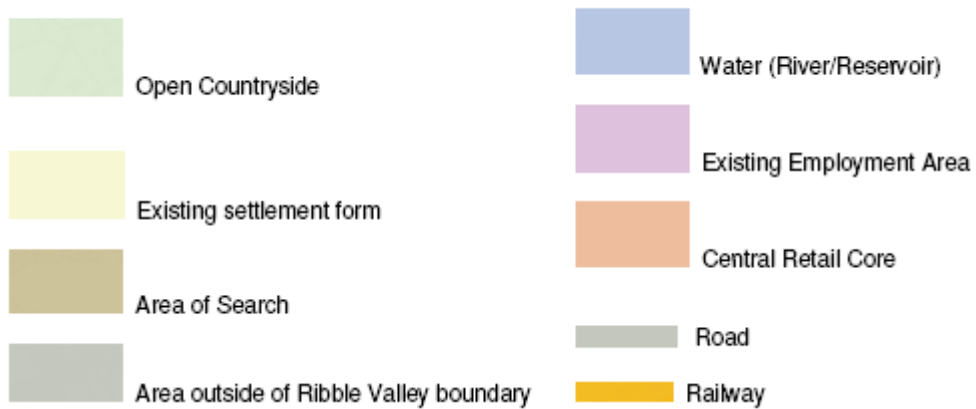 Open Countryside
Existing settlement form
Area of Search
Area outside of Ribble Valley boundary
Water (River/Reservoir)
Existing Employment Area
Central Retail Core
Road
Railway